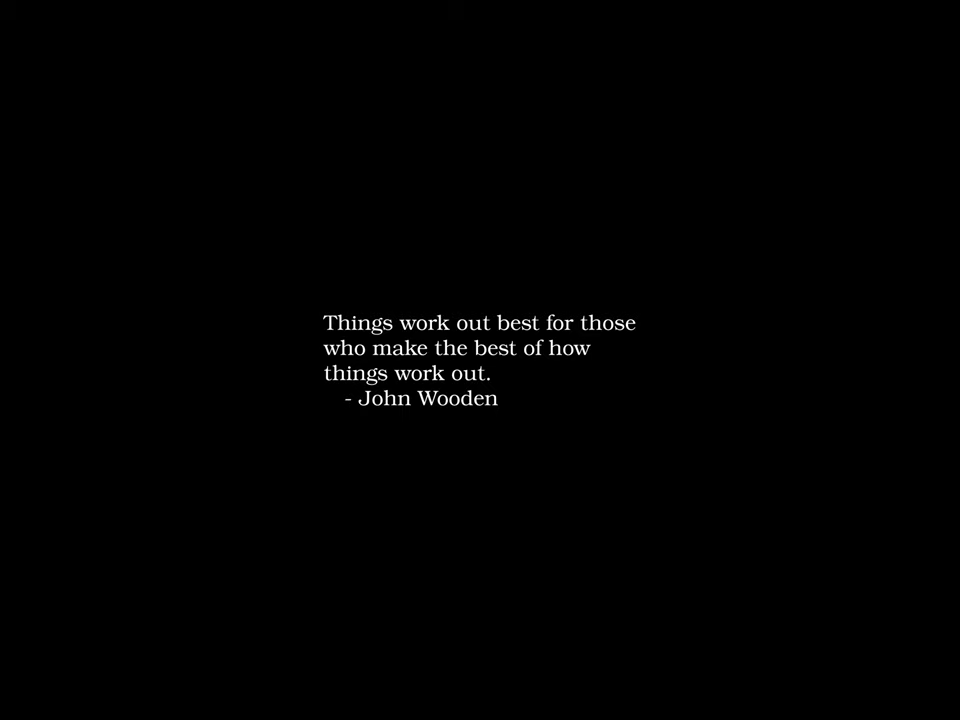 Things work out best for those
who make the best of how
things work out.
- John Wooden